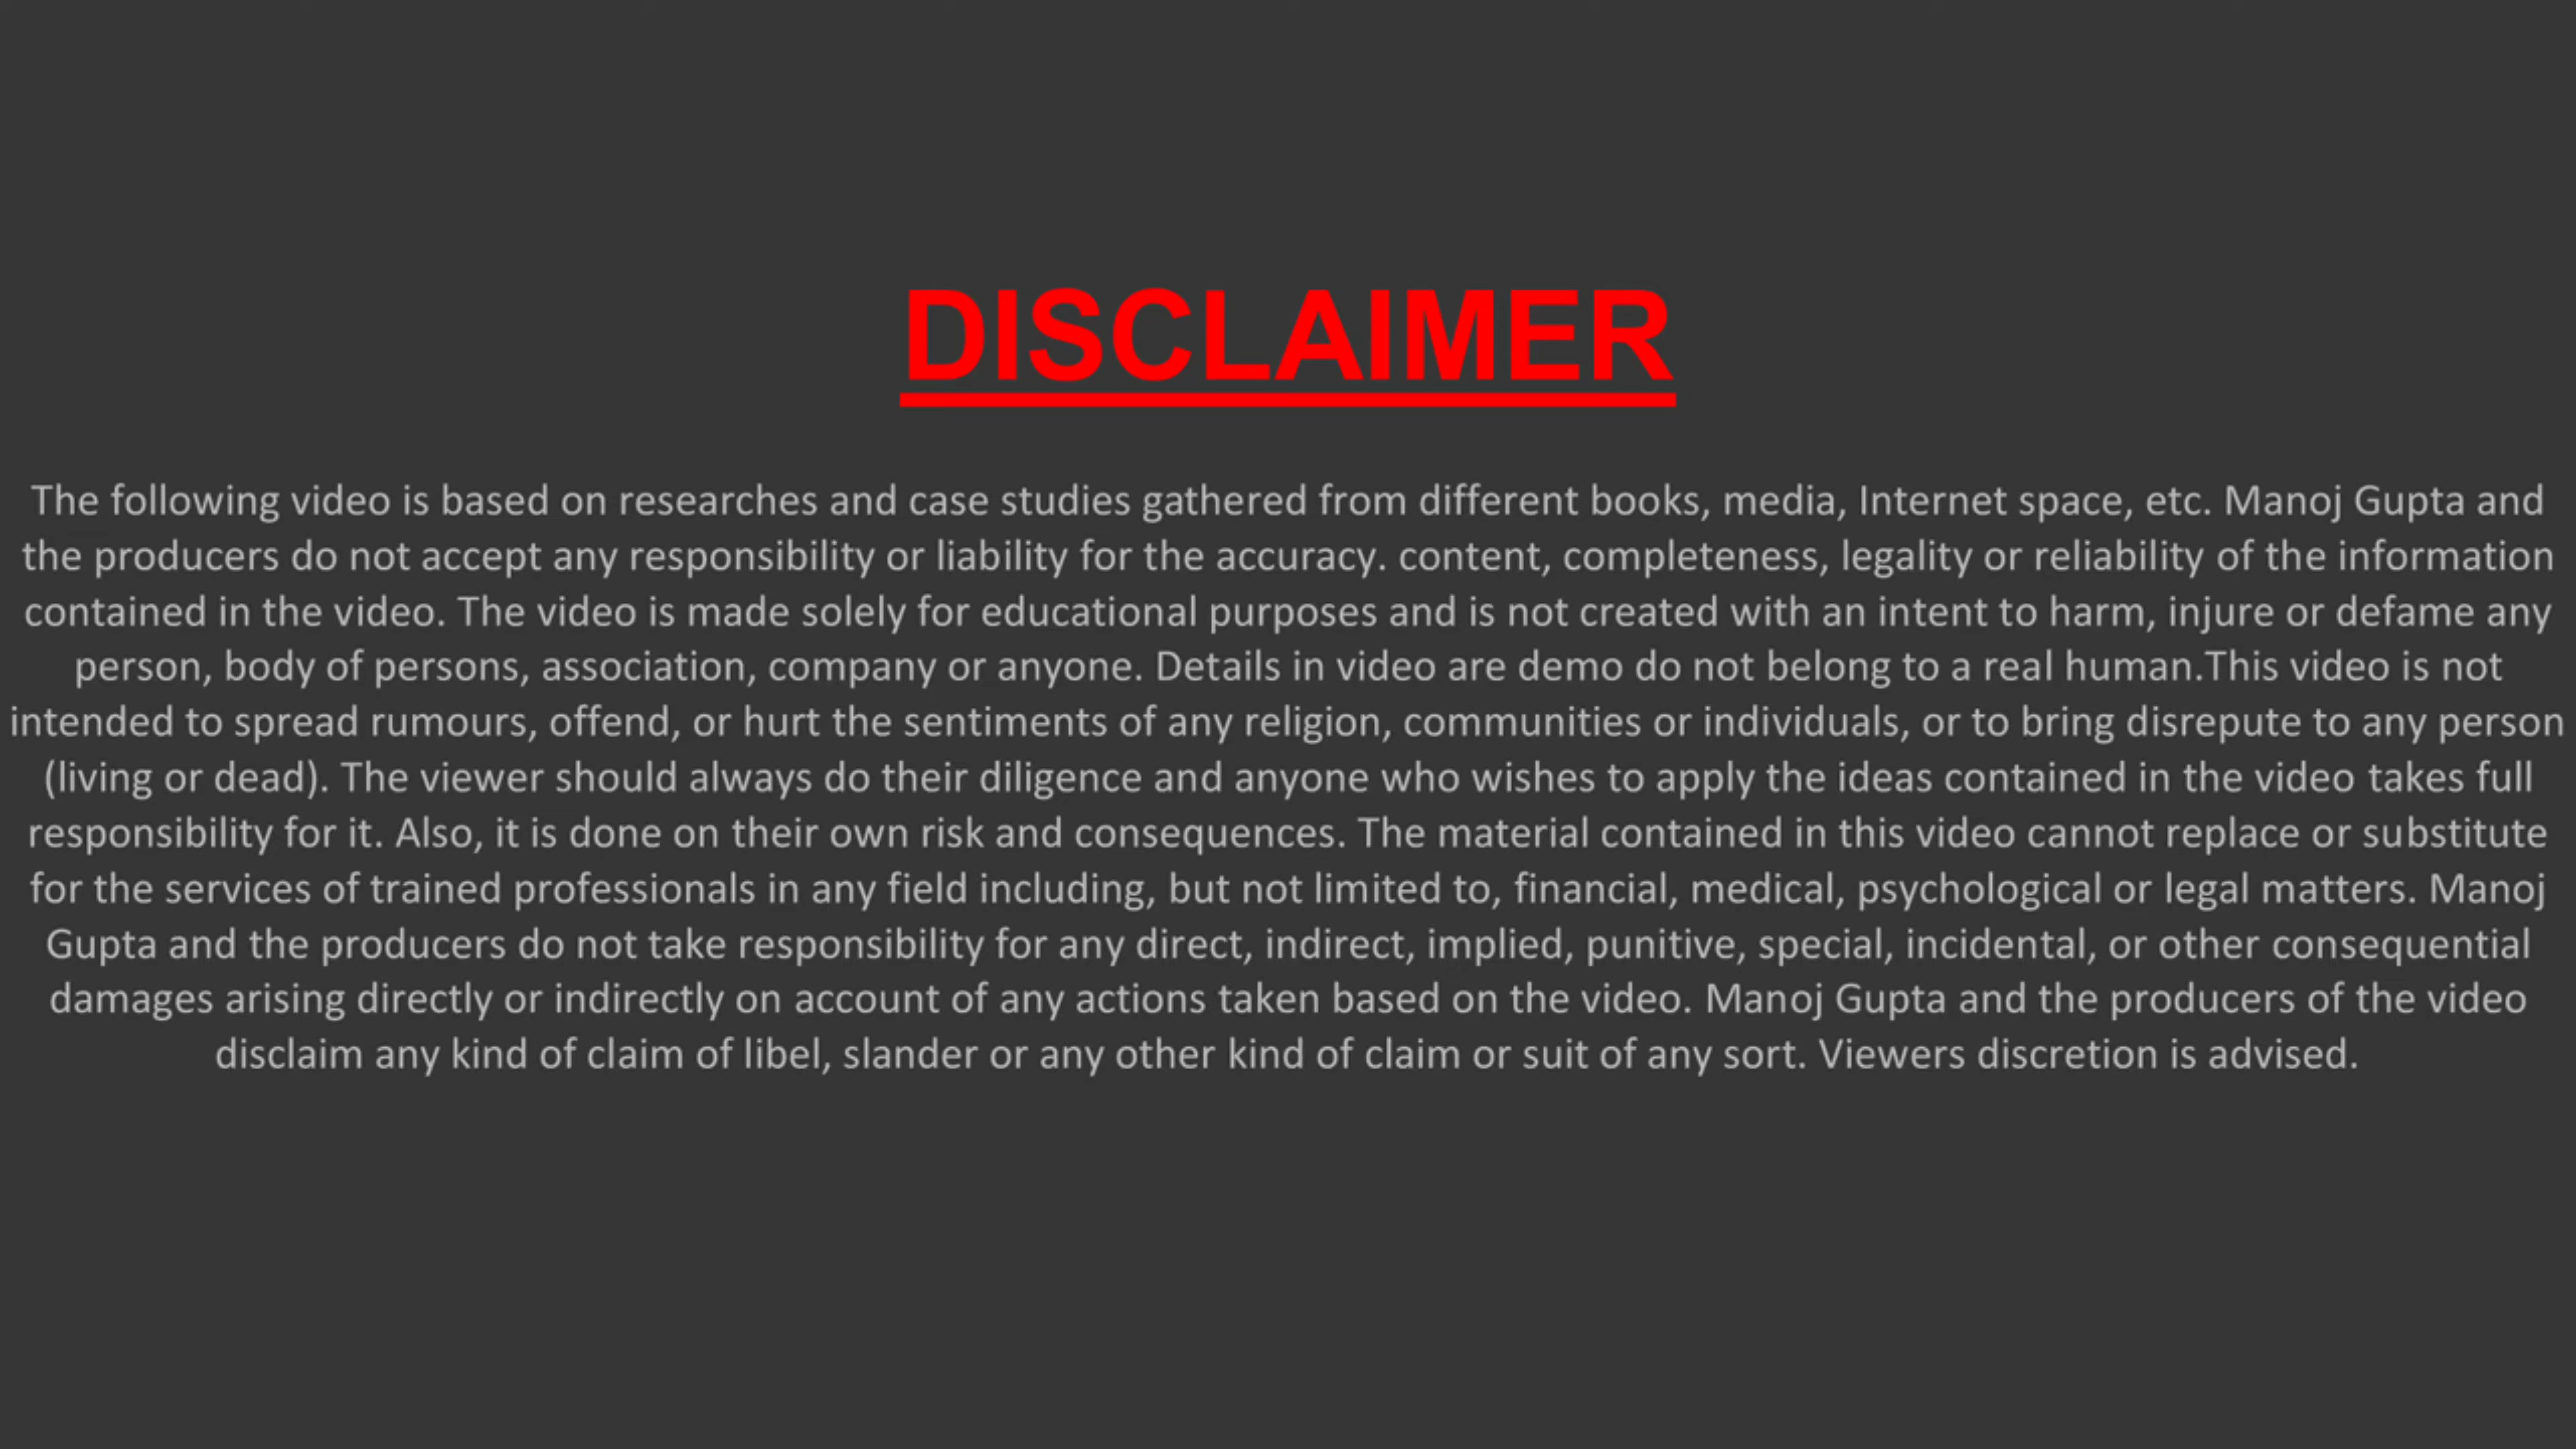 DISCLAIMER
The following video is based on researches and case studies gathered from different books, media, Internet space, etc. Manoj Gupta and
the producers do not accept any responsibility or liability for the accuracy. content, completeness, legality or reliability of the information
contained in the video. The video is made solely for educational purposes and is not created with an intent to harm, injure or defame any
person, body of persons, association, company or anyone. Details in video are demo do not belong to a real human.This video is not
intended to spread rumours, offend, or hurt the sentiments of any religion, communities or individuals, or to bring disrepute to any person
(living or dead). The viewer should always do their diligence and anyone who wishes to apply the ideas contained in the video takes full
responsibility for it. Also, it is done on their own risk and consequences. The material contained in this video cannot replace or substitute
for the services of trained professionals in any field including, but not limited to, financial, medical, psychological or legal matters. Manoj
Gupta and the producers do not take responsibility for any direct, indirect, implied, punitive, special, incidental, or other consequential
damages arising directly or indirectly on account of any actions taken based on the video. Manoj Gupta and the producers of the video
disclaim any kind of claim of libel, slander or any other kind of claim or suit of any sort. Viewers discretion is advised.